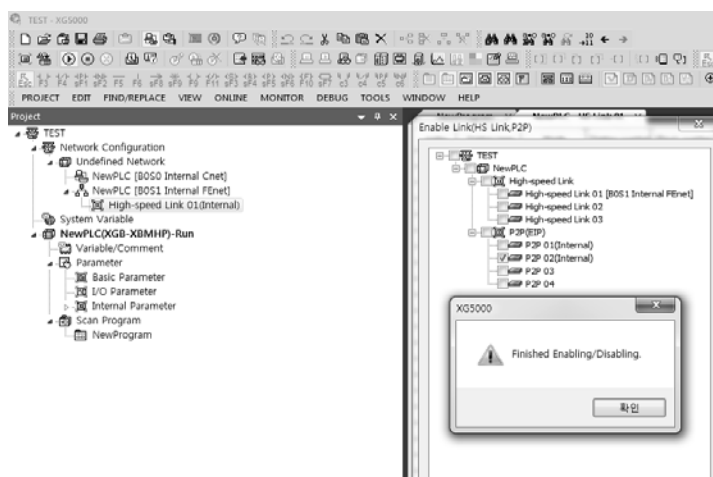 TEST - XG5000
PROJECT EDIT FIND/REPLACE VIEW ONLINE MONITOR DEBUG TOOLS WINDOW HELP
Project
TEST
Network Configuration
Undefined Network
NewPLC [B0S0 Internal Cnet]
NewPLC [B0S1 Internal FEnet]
High-speed Link 01(Internal)
System Variable
NewPLC(XGB-XBMHP)-Run
Variable/Comment
Parameter
Basic Parameter
I/O Parameter
Internal Parameter
Scan Program
NewProgram
Enable Link(HS Link,P2P)
TEST
NewPLC
High-speed Link
High-speed Link 01 [B0S1 Internal FEnet]
High-speed Link 02
High-speed Link 03
P2P(EIP)
P2P 01(Internal)
P2P 02(Internal)
P2P 03
P2P 04
XG5000
Finished Enabling/Disabling.
확인